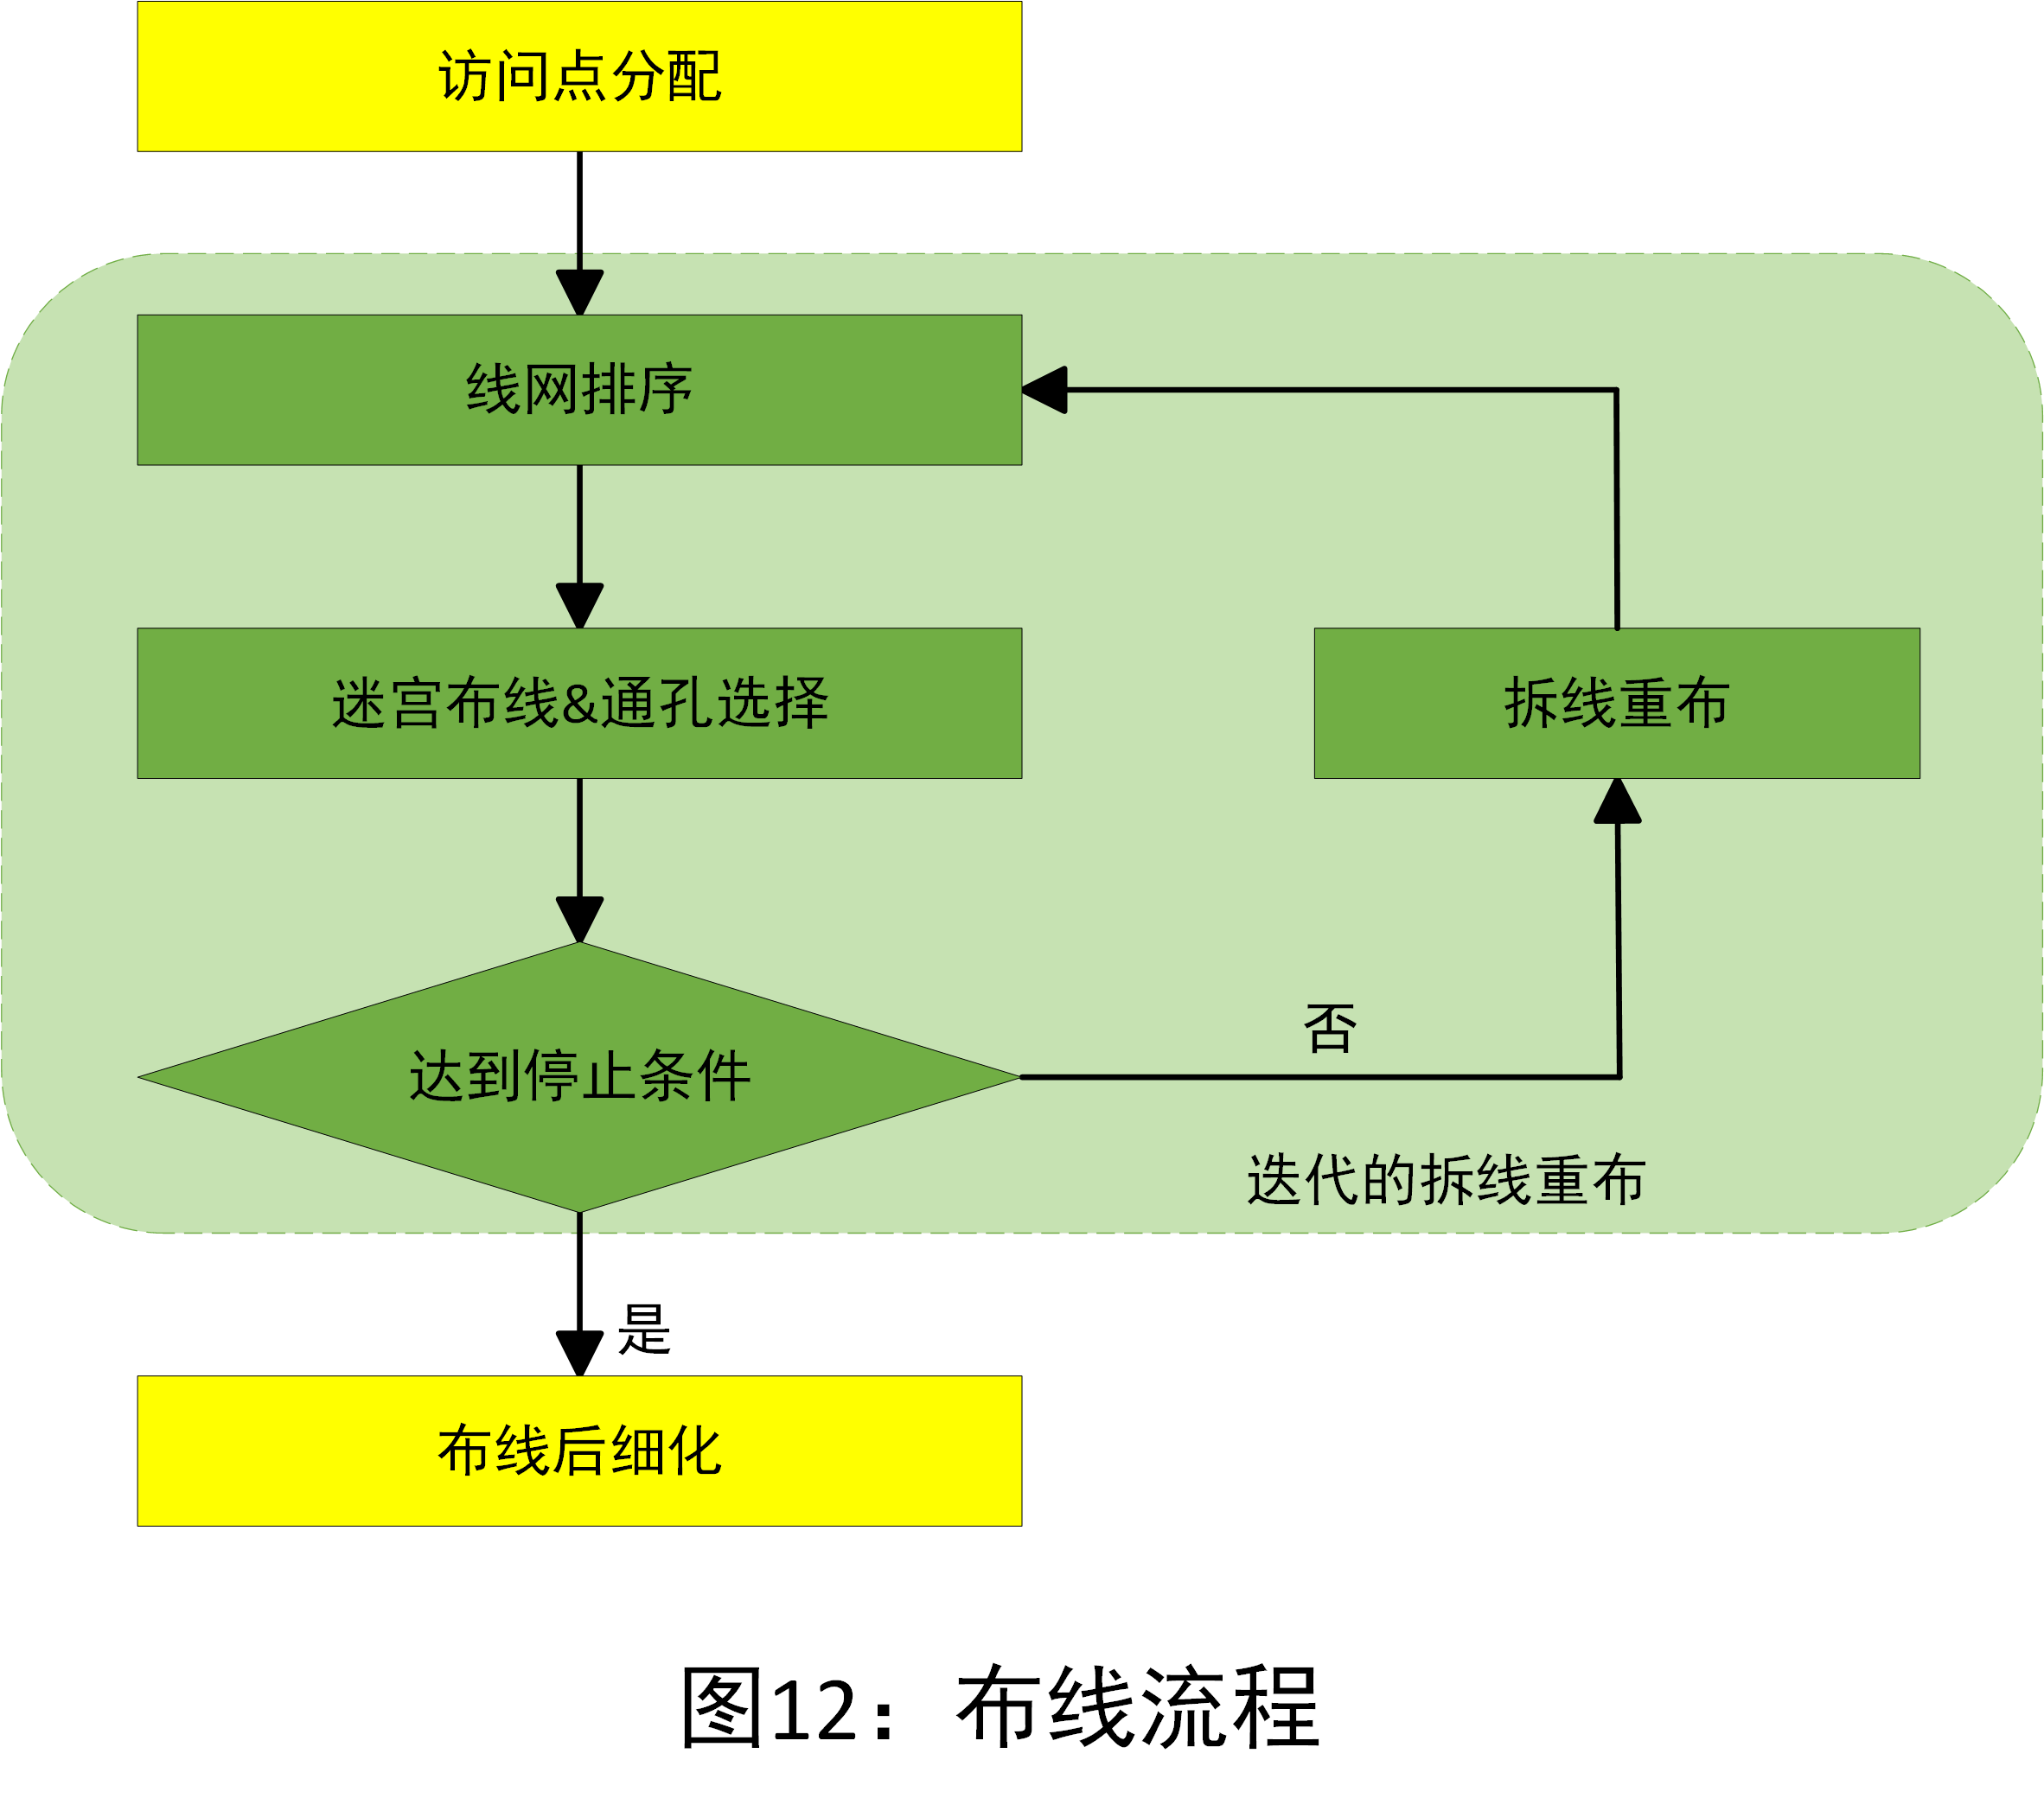 访问点分配
线网排序
迷宫布线&通孔选择
拆线重布
达到停止条件
否
迭代的拆线重布
是
布线后细化
图12：布线流程